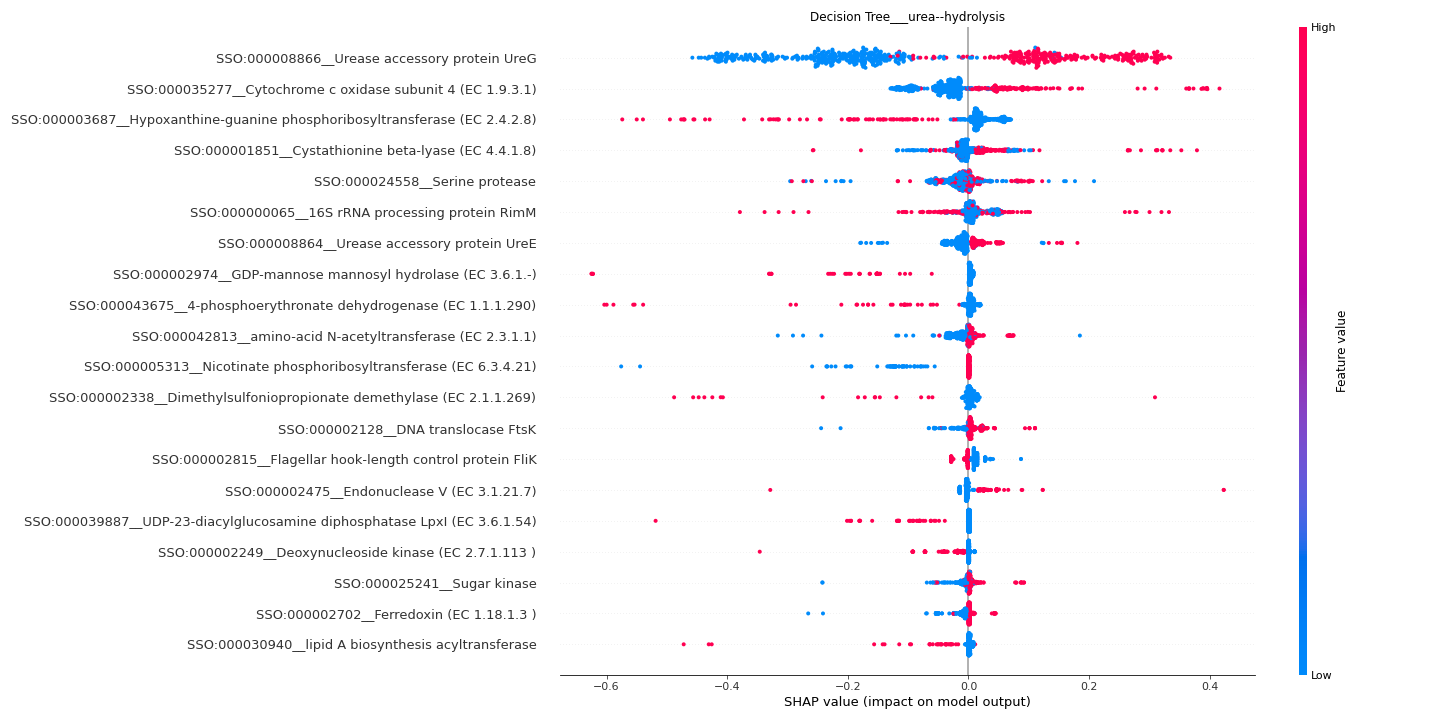 Decision Tree___urea--hydrolysis
SSO:000008866__Urease accessory protein UreG
SSO:000035277__Cytochrome c oxidase subunit 4 (EC 1.9.3.1)
SSO:000003687__Hypoxanthine-guanine phosphoribosyltransferase (EC 2.4.2.8)
SSO:000001851__Cystathionine beta-lyase (EC 4.4.1.8)
SSO:000024558__Serine protease
SSO:000000065__16S rRNA processing protein RimM
SSO:000008864__Urease accessory protein UreE
SSO:000002974__GDP-mannose mannosyl hydrolase (EC 3.6.1.-)
SSO:000043675__4-phosphoerythronate dehydrogenase (EC 1.1.1.290)
SSO:000042813__amino-acid N-acetyltransferase (EC 2.3.1.1)
SSO:000005313__Nicotinate phosphoribosyltransferase (EC 6.3.4.21)
SSO:000002338__Dimethylsulfoniopropionate demethylase (EC 2.1.1.269)
SSO:000002128__DNA translocase FtsK
SSO:000002815__Flagellar hook-length control protein FliK
SSO:000002475__Endonuclease V (EC 3.1.21.7)
SSO:000039887__UDP-23-diacylglucosamine diphosphatase LpxI (EC 3.6.1.54)
SSO:000002249__Deoxynucleoside kinase (EC 2.7.1.113 )
SSO:000025241__Sugar kinase
SSO:000002702__Ferredoxin (EC 1.18.1.3 )
SSO:000030940__lipid A biosynthesis acyltransferase
−0.6 −0.4 −0.2 0.0 0.2 0.4
SHAP value (impact on model output)
High
Feature value
Low